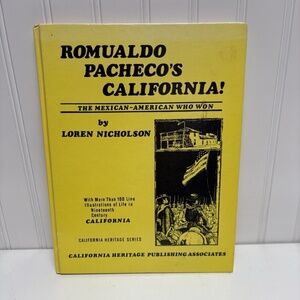 ROMUALDO
PACHECO'S
CALIFORNIA!
THE MEXICAN-AMERICAN WHO WON
by
LOREN NICHOLSON
With More Than 100 Line
Illustrations of Life in
Nineteenth
Century
CALIFORNIA
CALIFORNIA HERITAGE SERIES
CALIFORNIA HERITAGE PUBLISHING ASSOCIATES